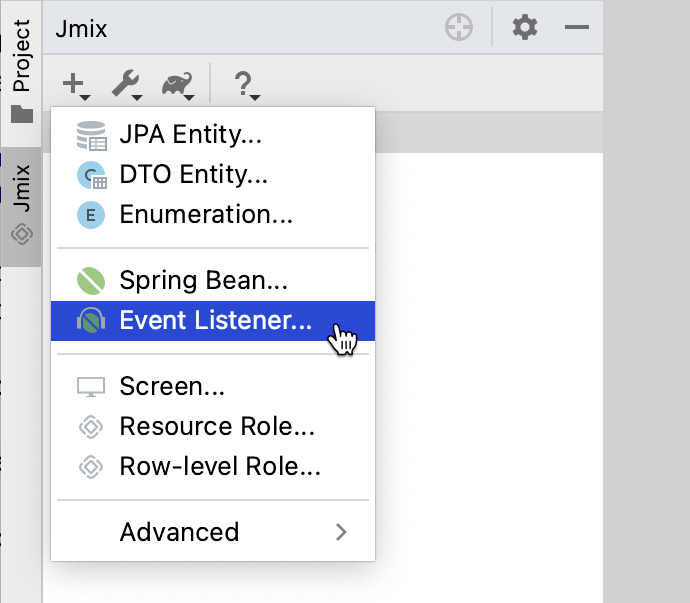 Project
Jmix
Jmix
?
JPA Entity...
DTO Entity...
C
Enumeration...
E
Spring Bean...
Event Listener...
Screen...
Resource Role...
Row-level Role...
Advanced